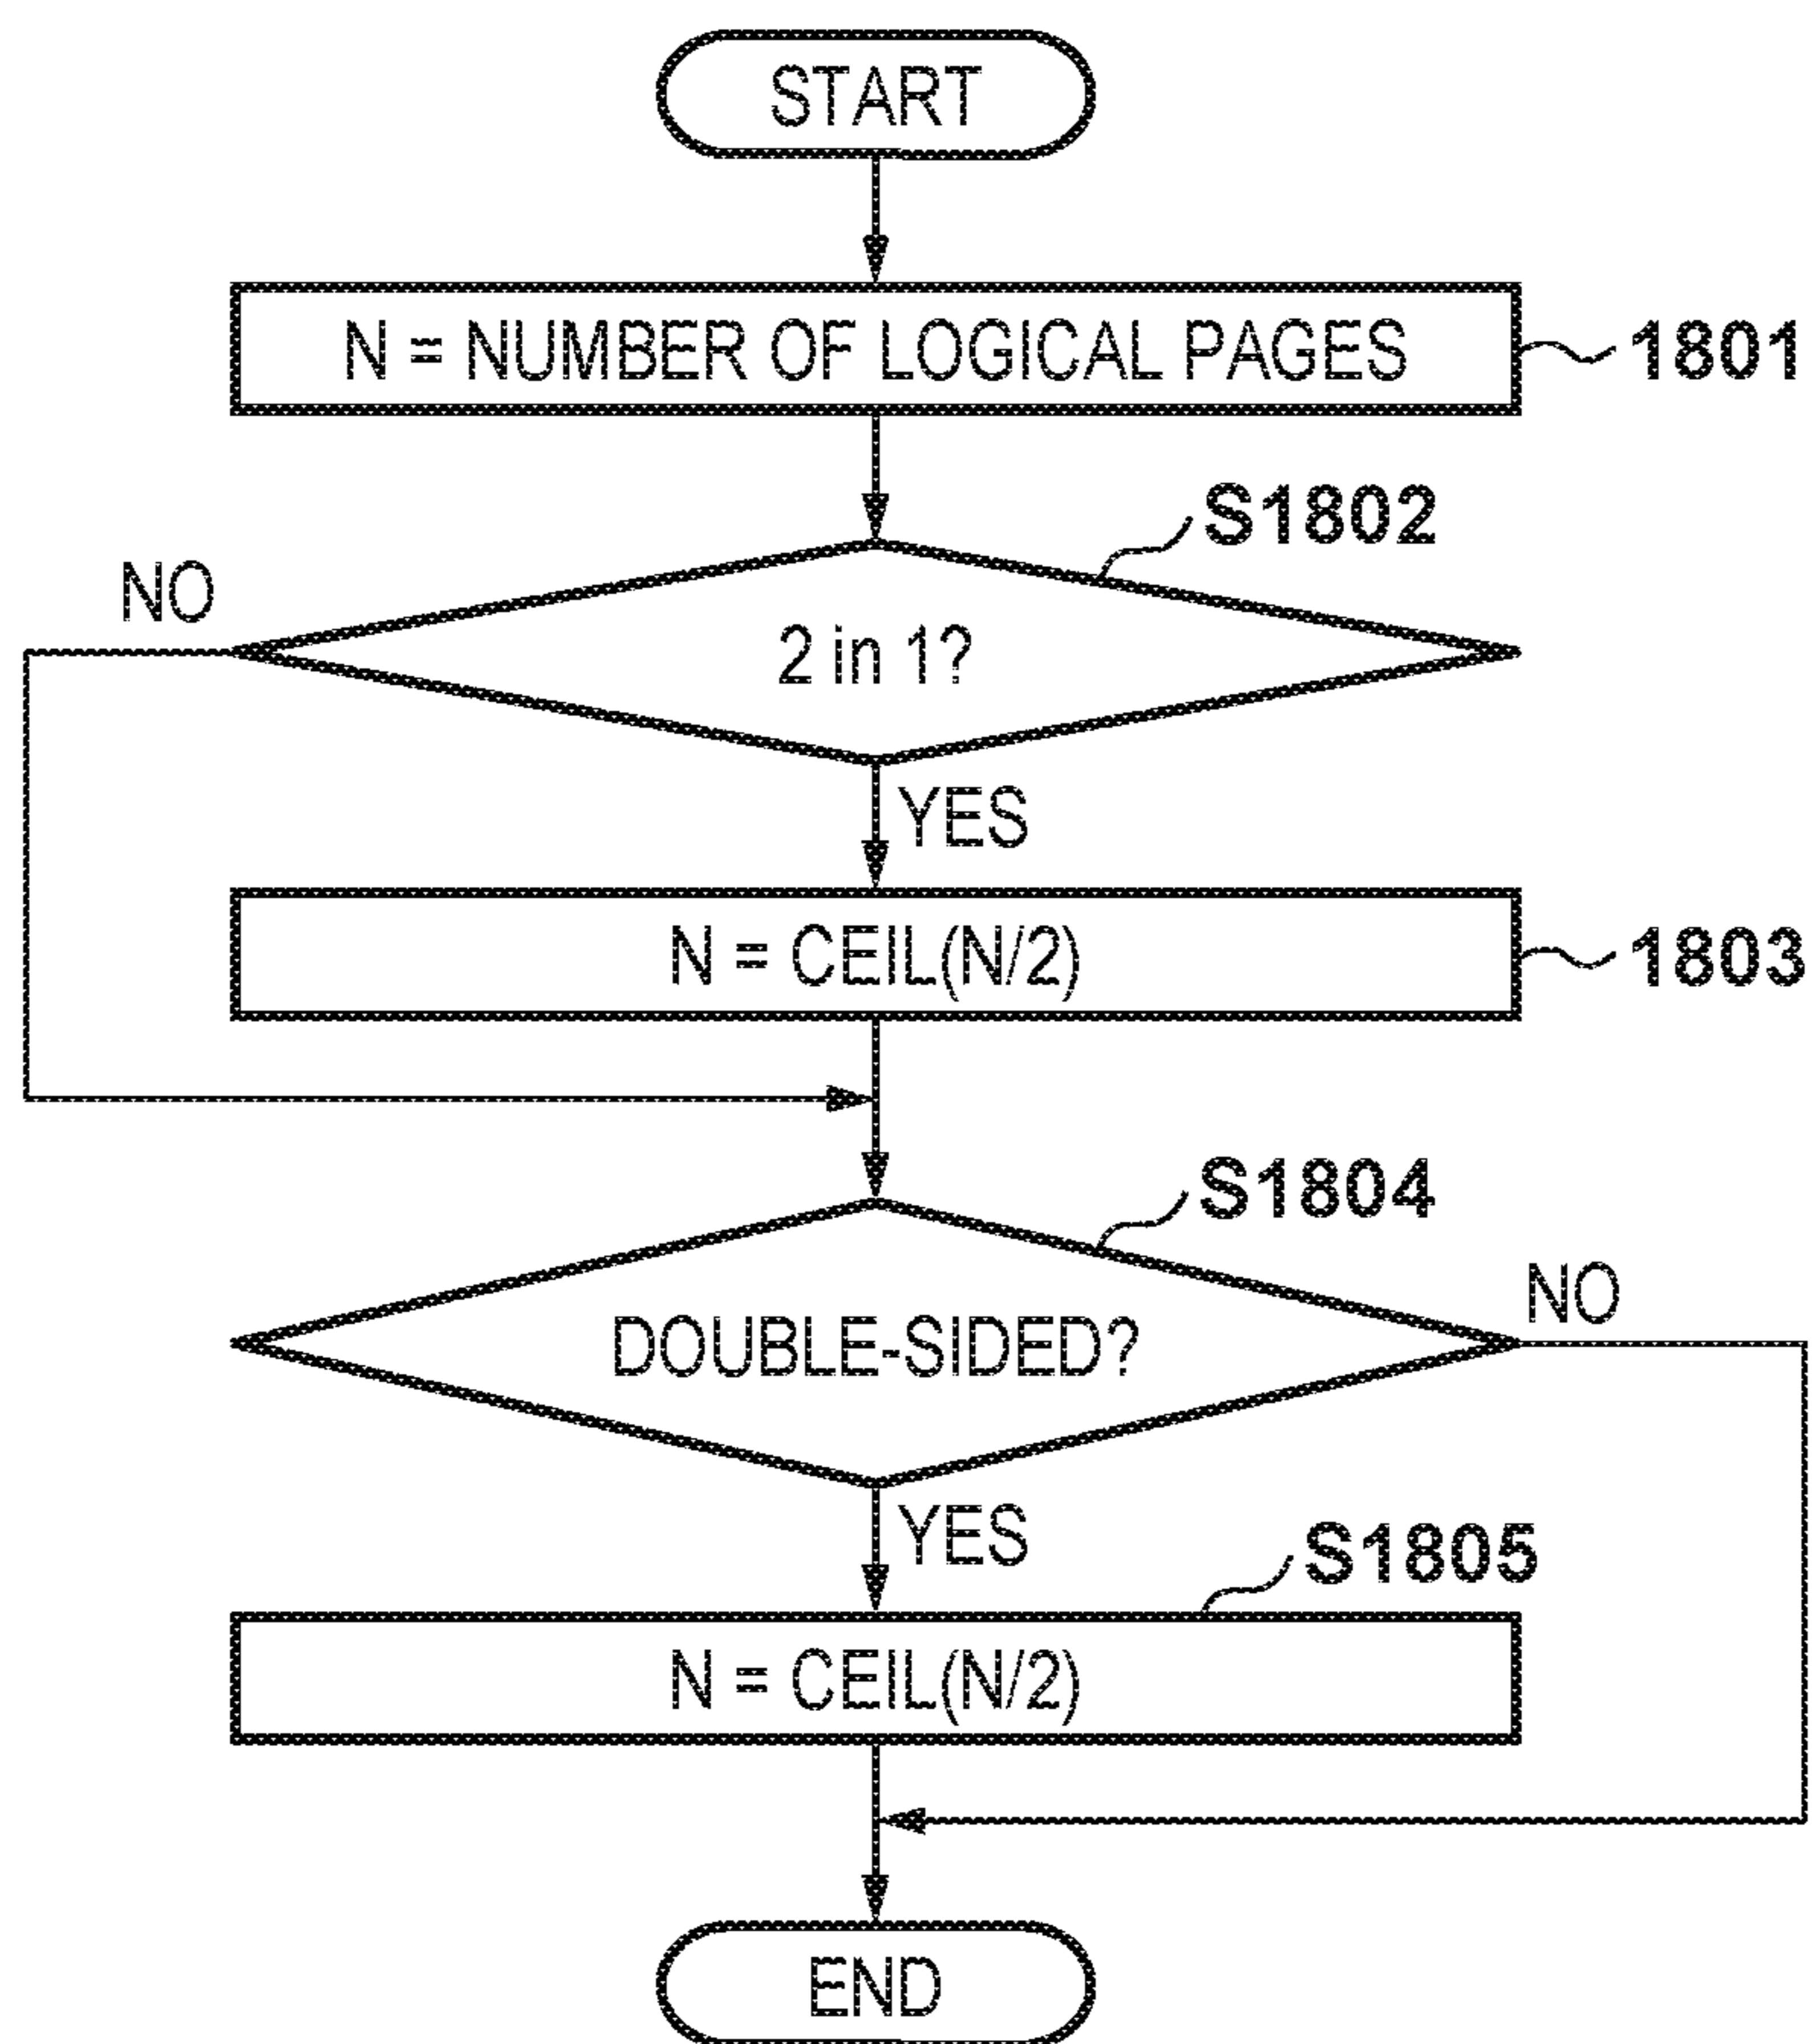 START
N = NUMBER OF LOGICAL PAGES
1801
S1802
NO
2 in 1?
YES
N = CEIL(N/2)
1803
S1804
NO
DOUBLE-SIDED?
YES
S1805
N = CEIL(N/2)
END